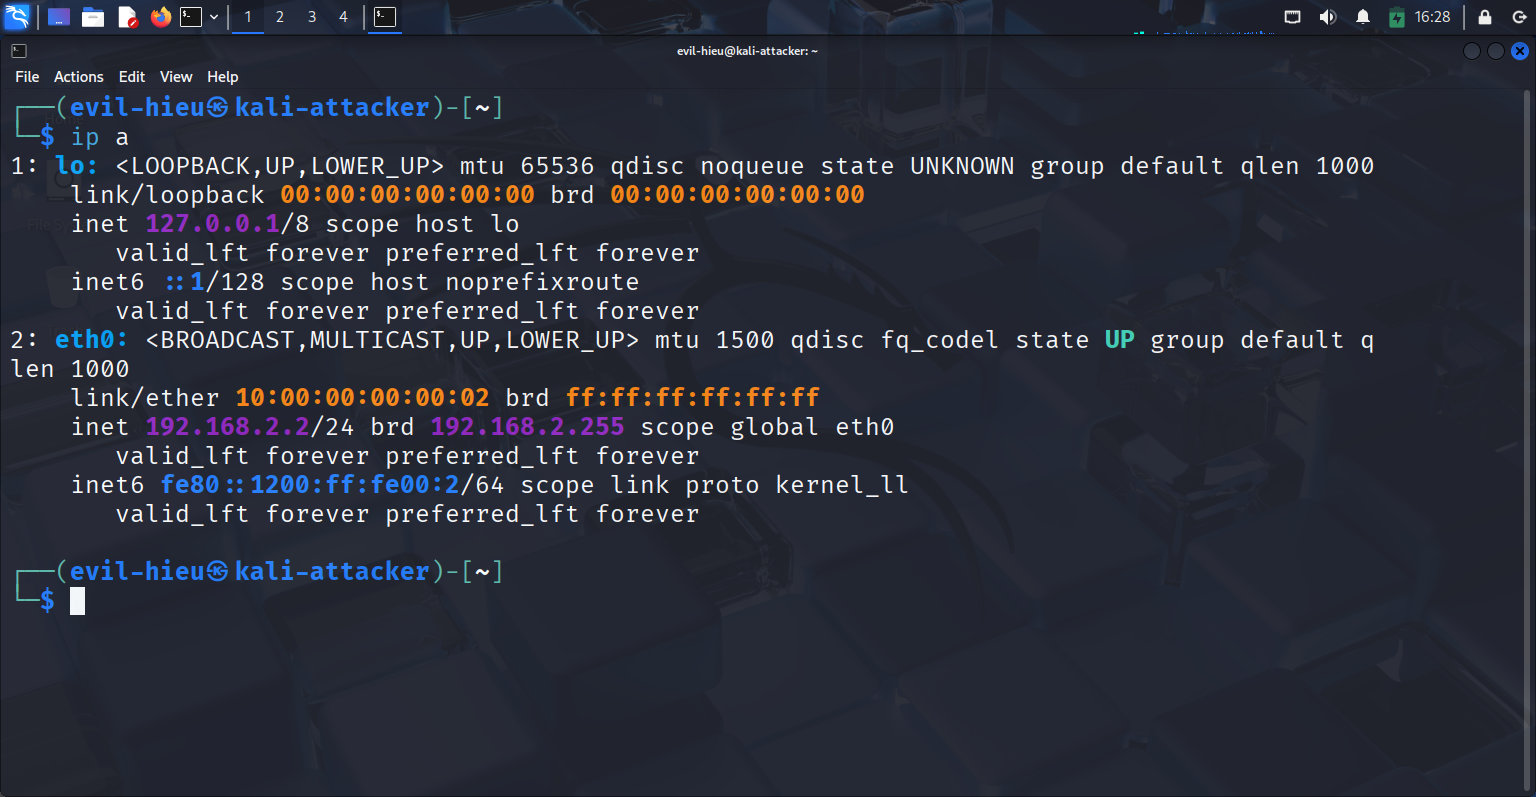 1 2 3 4 16:28
evil-hieu@kali-attacker: ~
File Actions Edit View Help
┌──(evil-hieu㉿kali-attacker)-[~]
└─$ ip a
1: lo: <LOOPBACK,UP,LOWER_UP> mtu 65536 qdisc noqueue state UNKNOWN group default qlen 1000
link/loopback 00:00:00:00:00:00 brd 00:00:00:00:00:00
inet 127.0.0.1/8 scope host lo
valid_lft forever preferred_lft forever
inet6 ::1/128 scope host noprefixroute
valid_lft forever preferred_lft forever
2: eth0: <BROADCAST,MULTICAST,UP,LOWER_UP> mtu 1500 qdisc fq_codel state UP group default q
len 1000
link/ether 10:00:00:00:00:02 brd ff:ff:ff:ff:ff:ff
inet 192.168.2.2/24 brd 192.168.2.255 scope global eth0
valid_lft forever preferred_lft forever
inet6 fe80::1200:ff:fe00:2/64 scope link proto kernel_ll
valid_lft forever preferred_lft forever
┌──(evil-hieu㉿kali-attacker)-[~]
└─$